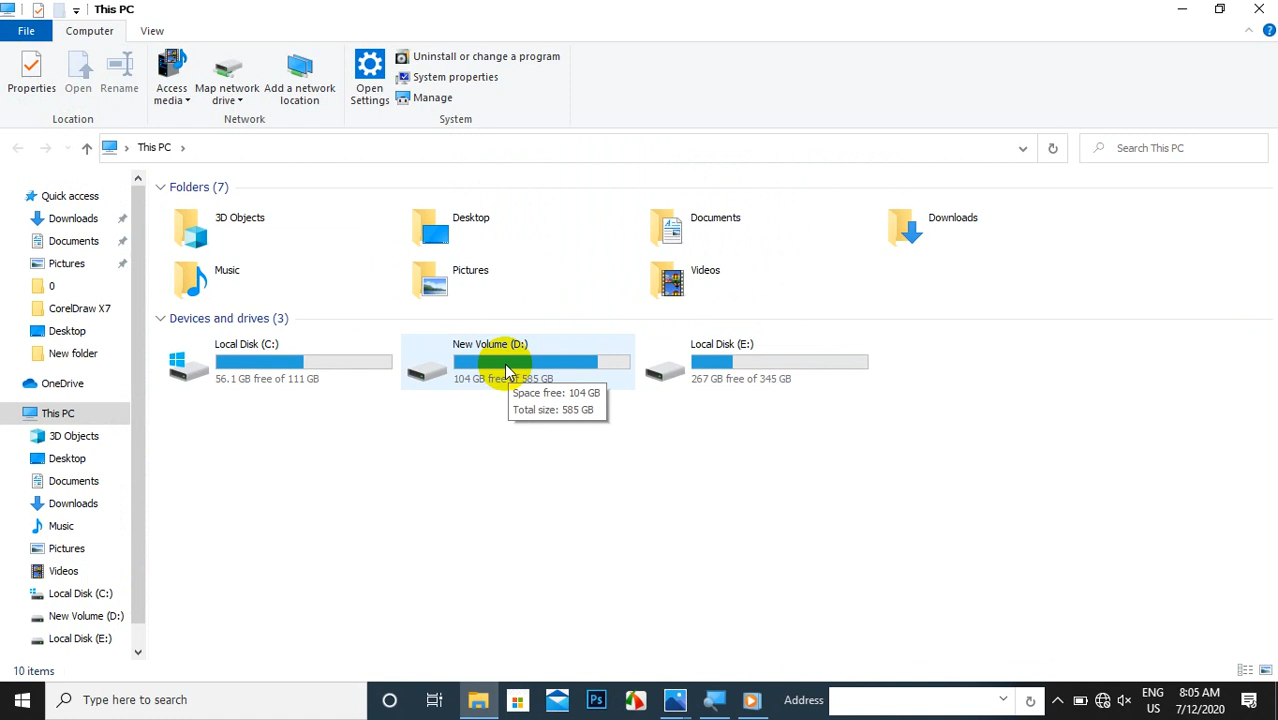 This PC
File
Computer
View
Properties
Open
Rename
Access media
Map network drive
Add a network location
Open Settings
Uninstall or change a program
System properties
Manage
Location
Network
System
This PC
Search This PC
Quick access
Downloads
Documents
Pictures
0
CorelDraw X7
Desktop
New folder
OneDrive
This PC
3D Objects
Desktop
Documents
Downloads
Music
Pictures
Videos
Local Disk (C:)
New Volume (D:)
Local Disk (E:)
Folders (7)
3D Objects
Desktop
Documents
Downloads
Music
Pictures
Videos
Devices and drives (3)
Local Disk (C:)
56.1 GB free of 111 GB
New Volume (D:)
104 GB free of 585 GB
Local Disk (E:)
267 GB free of 345 GB
Space free: 104 GB
Total size: 585 GB
10 items
Type here to search
Ps
Address
ENG
US
8:05 AM
7/12/2020